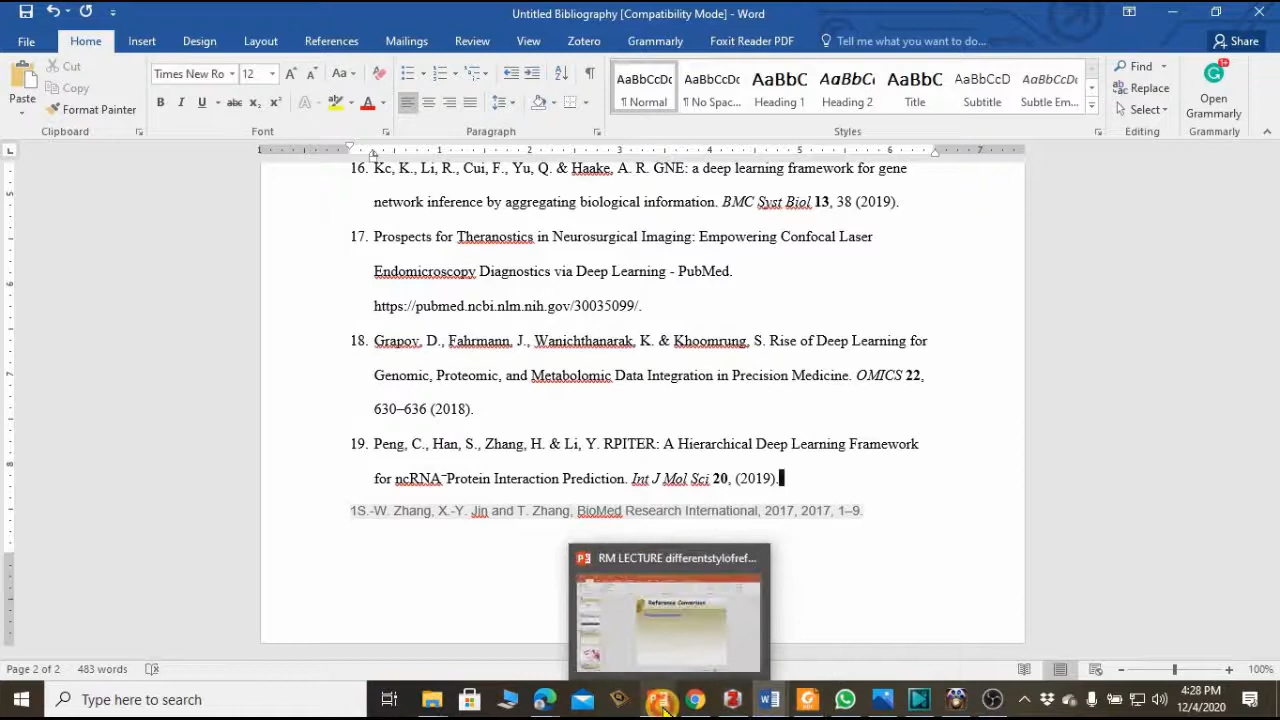 Untitled Bibliography [Compatibility Mode] - Word
File Home Insert Design Layout References Mailings Review View Zotero Grammarly Foxit Reader PDF Tell me what you want to do... Share
Paste
Cut
Copy
Format Painter
Clipboard
Times New Ro 12
Font
Paragraph
AaBbCcDc AaBbCcDc AaBbC AaBbCc AaBbC AaBbCcD AaBbCcDc
¶ Normal ¶ No Spac... Heading 1 Heading 2 Title Subtitle Subtle Em...
Styles
Find
Replace
Select
Editing
Open
Grammarly
Grammarly
1 1 2 3 4 5 6 7
16. Kc, K., Li, R., Cui, F., Yu, Q. & Haake, A. R. GNE: a deep learning framework for gene
network inference by aggregating biological information. BMC Syst Biol 13, 38 (2019).
17. Prospects for Theranostics in Neurosurgical Imaging: Empowering Confocal Laser
Endomicroscopy Diagnostics via Deep Learning - PubMed.
https://pubmed.ncbi.nlm.nih.gov/30035099/.
18. Grapov, D., Fahrmann, J., Wanichthanarak, K. & Khoomrung, S. Rise of Deep Learning for
Genomic, Proteomic, and Metabolomic Data Integration in Precision Medicine. OMICS 22,
630–636 (2018).
19. Peng, C., Han, S., Zhang, H. & Li, Y. RPITER: A Hierarchical Deep Learning Framework
for ncRNA⁻Protein Interaction Prediction. Int J Mol Sci 20, (2019).
1S.-W. Zhang, X.-Y. Jin and T. Zhang, BioMed Research International, 2017, 2017, 1–9.
RM LECTURE differentstylofref...
Reference Conversion
Page 2 of 2 483 words 100%
Type here to search
4:28 PM
12/4/2020